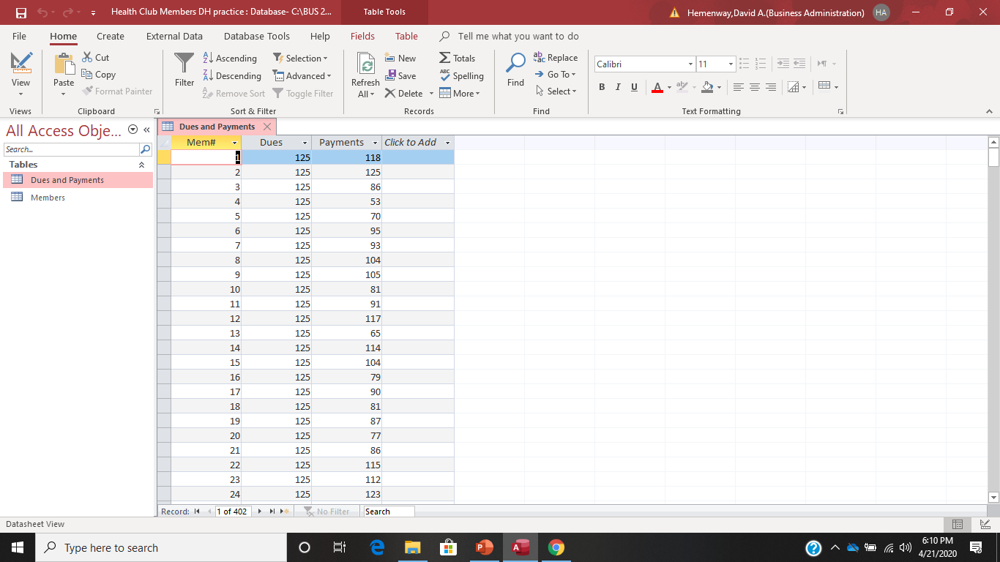 Health Club Members DH practice : Database- C:\BUS 2... Table Tools Hemenway,David A.(Business Administration) HA
File Home Create External Data Database Tools Help Fields Table Tell me what you want to do
View
Views
Paste
Cut
Copy
Format Painter
Clipboard
Filter
Ascending
Descending
Remove Sort
Selection
Advanced
Toggle Filter
Sort & Filter
Refresh
All
New
Save
Delete
Totals
Spelling
More
Records
Find
Replace
Go To
Select
Find
Calibri 11
B I U A ab
Text Formatting
All Access Obje...
Search...
Tables
Dues and Payments
Members
Dues and Payments
Mem# Dues Payments Click to Add
1 125 118
2 125 125
3 125 86
4 125 53
5 125 70
6 125 95
7 125 93
8 125 104
9 125 105
10 125 81
11 125 91
12 125 117
13 125 65
14 125 114
15 125 104
16 125 79
17 125 90
18 125 81
19 125 87
20 125 77
21 125 86
22 125 115
23 125 112
24 125 123
Record: 1 of 402 No Filter Search
Datasheet View
Type here to search
6:10 PM
4/21/2020